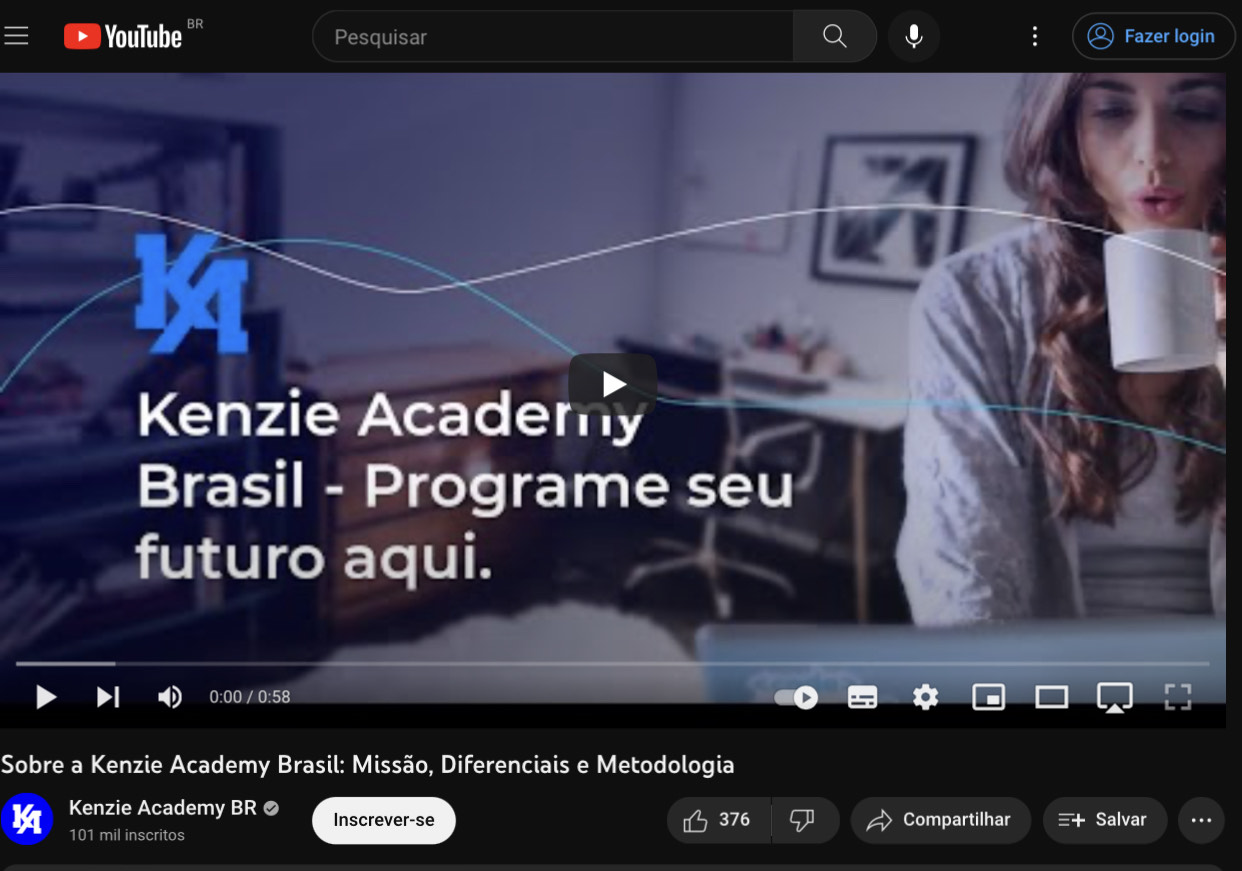 YouTube BR
Pesquisar
Fazer login
KA
Kenzie Academy
Brasil - Programe seu
futuro aqui.
0:00 / 0:58
Sobre a Kenzie Academy Brasil: Missão, Diferenciais e Metodologia
KA
Kenzie Academy BR
101 mil inscritos
Inscrever-se
376
Compartilhar
Salvar